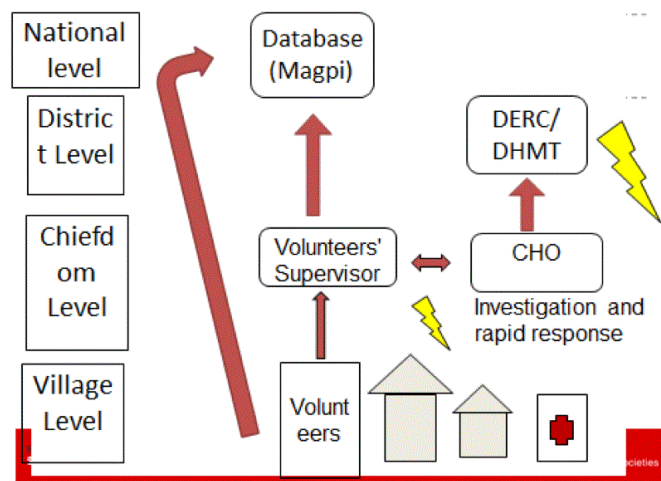 National
level
Database
(Magpi)
Distric
t Level
DERC/
DHMT
Chiefd
om
Level
Volunteers'
Supervisor
CHO
Investigation and
rapid response
Village
Level
Volunt
eers
ocieties